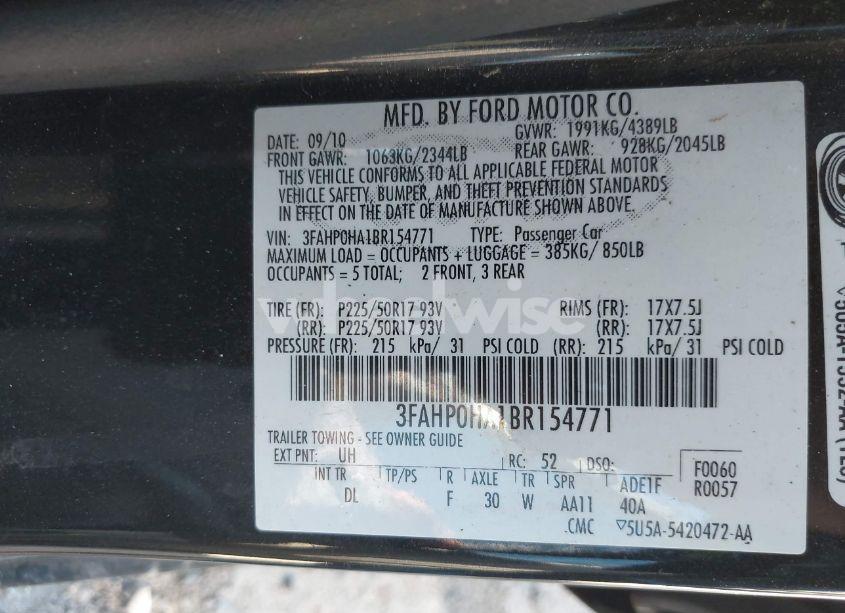 MFD. BY FORD MOTOR CO.
DATE: 09/10 GVWR: 1991KG/4389LB
FRONT GAWR: 1063KG/2344LB REAR GAWR: 928KG/2045LB
THIS VEHICLE CONFORMS TO ALL APPLICABLE FEDERAL MOTOR
VEHICLE SAFETY, BUMPER, AND THEFT PREVENTION STANDARDS
IN EFFECT ON THE DATE OF MANUFACTURE SHOWN ABOVE.
VIN: 3FAHP0HA1BR154771 TYPE: Passenger Car
MAXIMUM LOAD = OCCUPANTS + LUGGAGE = 385KG/ 850LB
OCCUPANTS = 5 TOTAL; 2 FRONT, 3 REAR
wheelwise
TIRE (FR): P225/50R17 93V RIMS (FR): 17X7.5J
(RR): P225/50R17 93V (RR): 17X7.5J
PRESSURE (FR): 215 kPa/ 31 PSI COLD (RR): 215 kPa/ 31 PSI COLD
3FAHP0HA1BR154771
TRAILER TOWING - SEE OWNER GUIDE
EXT PNT: UH RC: 52 DSO: F0060
INT TR TP/PS R AXLE TR SPR ADE1F R0057
DL F 30 W AA11 40A
.CMC ▽5U5A-5420472-AA